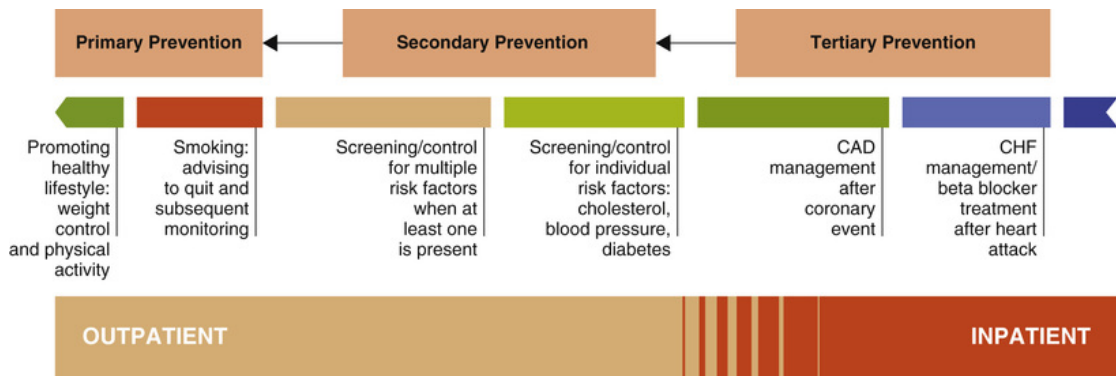 Primary Prevention
Secondary Prevention
Tertiary Prevention
Promoting
healthy
lifestyle:
weight
control
and physical
activity
Smoking:
advising
to quit and
subsequent
monitoring
Screening/control
for multiple
risk factors
when at
least one
is present
Screening/control
for individual
risk factors:
cholesterol,
blood pressure,
diabetes
CAD
management
after
coronary
event
CHF
management/
beta blocker
treatment
after heart
attack
OUTPATIENT
INPATIENT